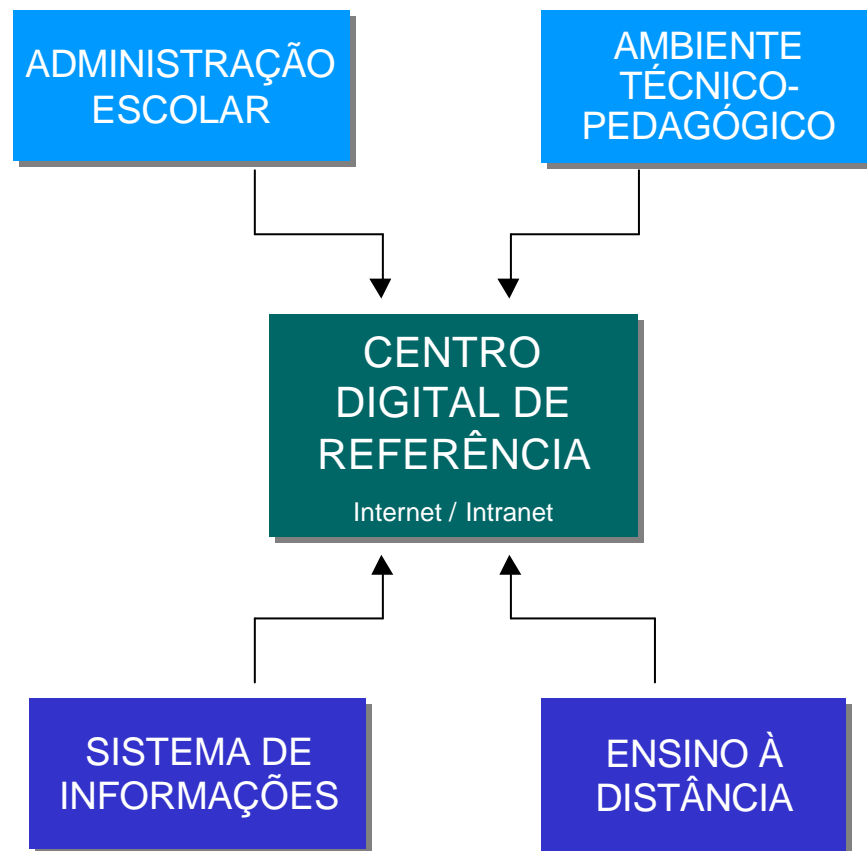 ADMINISTRAÇÃO
ESCOLAR
AMBIENTE
TÉCNICO-
PEDAGÓGICO
CENTRO
DIGITAL DE
REFERÊNCIA
Internet / Intranet
SISTEMA DE
INFORMAÇÕES
ENSINO À
DISTÂNCIA